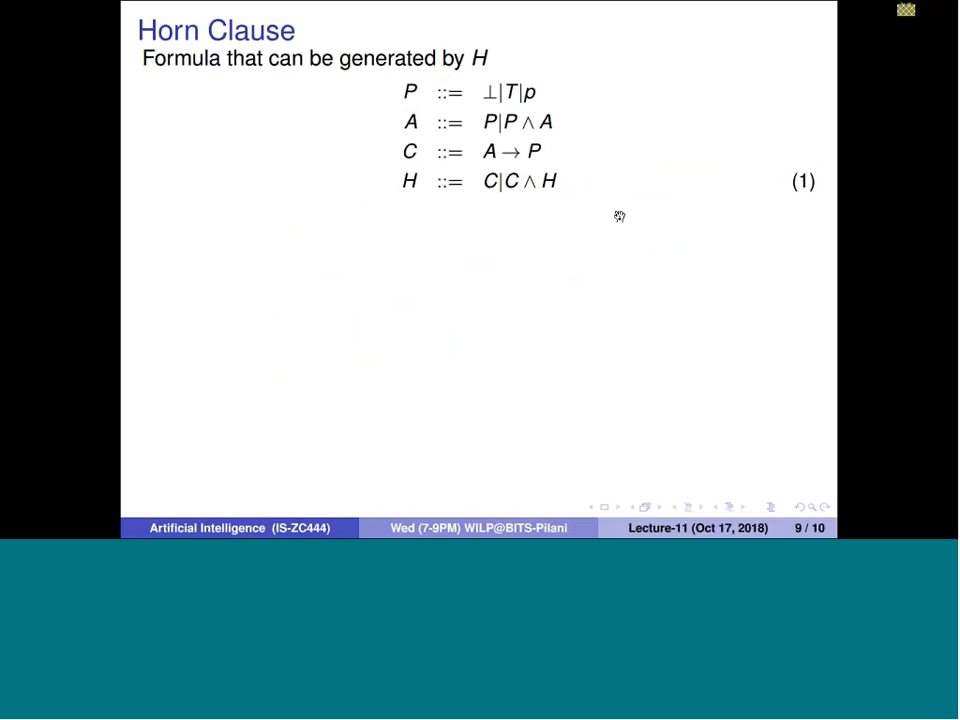 Horn Clause
Formula that can be generated by H
P ::= ⊥|T|p
A ::= P|P ∧ A
C ::= A → P
H ::= C|C ∧ H (1)
Artificial Intelligence (IS-ZC444) Wed (7-9PM) WILP@BITS-Pilani Lecture-11 (Oct 17, 2018) 9 / 10